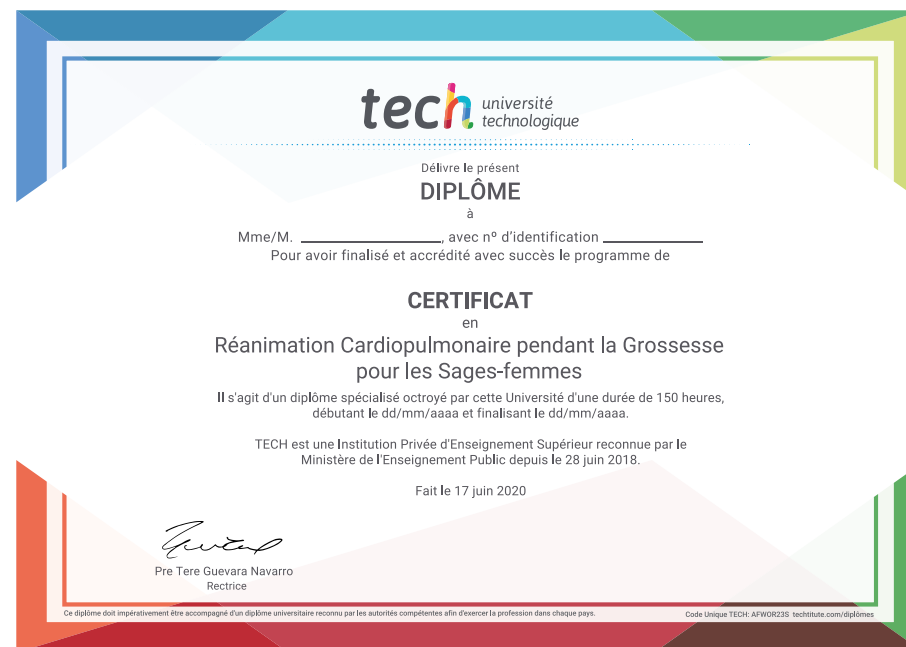 tech université
technologique
Délivre le présent
DIPLÔME
à
Mme/M. ____________________, avec nº d'identification ______________
Pour avoir finalisé et accrédité avec succès le programme de
CERTIFICAT
en
Réanimation Cardiopulmonaire pendant la Grossesse
pour les Sages-femmes
Il s'agit d'un diplôme spécialisé octroyé par cette Université d'une durée de 150 heures,
débutant le dd/mm/aaaa et finalisant le dd/mm/aaaa.
TECH est une Institution Privée d'Enseignement Supérieur reconnue par le
Ministère de l'Enseignement Public depuis le 28 juin 2018.
Fait le 17 juin 2020
Pre Tere Guevara Navarro
Rectrice
Ce diplôme doit impérativement être accompagné d'un diplôme universitaire reconnu par les autorités compétentes afin d'exercer la profession dans chaque pays.
Code Unique TECH: AFWOR23S techtitute.com/diplômes